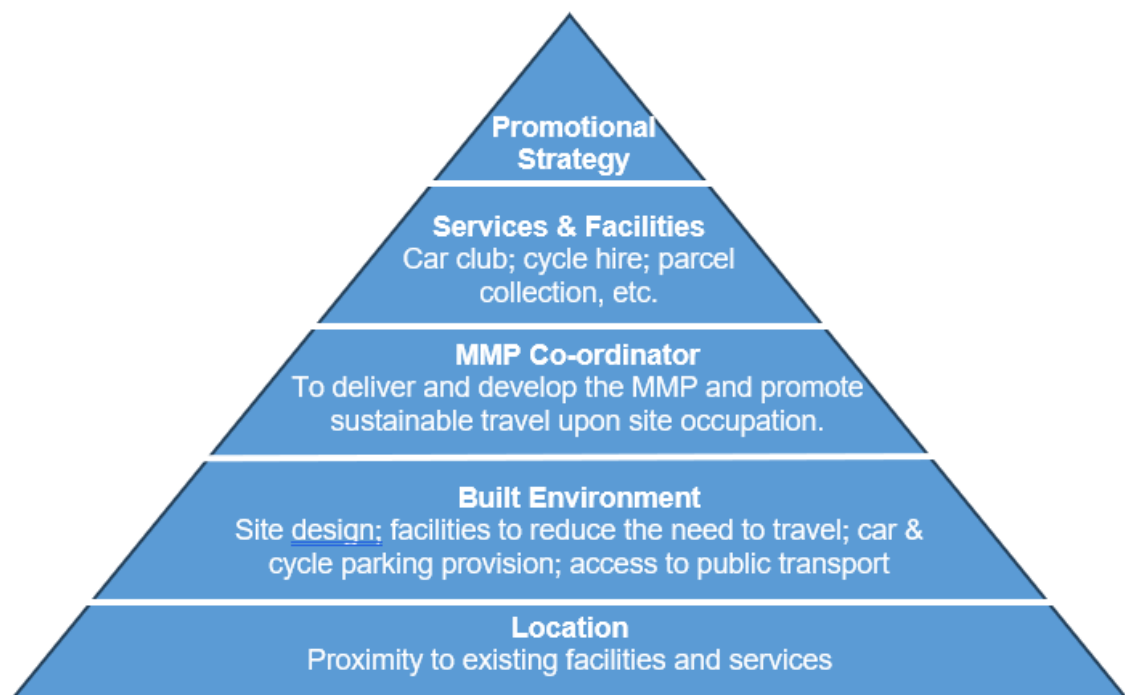 Promotional
Strategy
Services & Facilities
Car club; cycle hire; parcel
collection, etc.
MMP Co-ordinator
To deliver and develop the MMP and promote
sustainable travel upon site occupation.
Built Environment
Site design; facilities to reduce the need to travel; car &
cycle parking provision; access to public transport
Location
Proximity to existing facilities and services